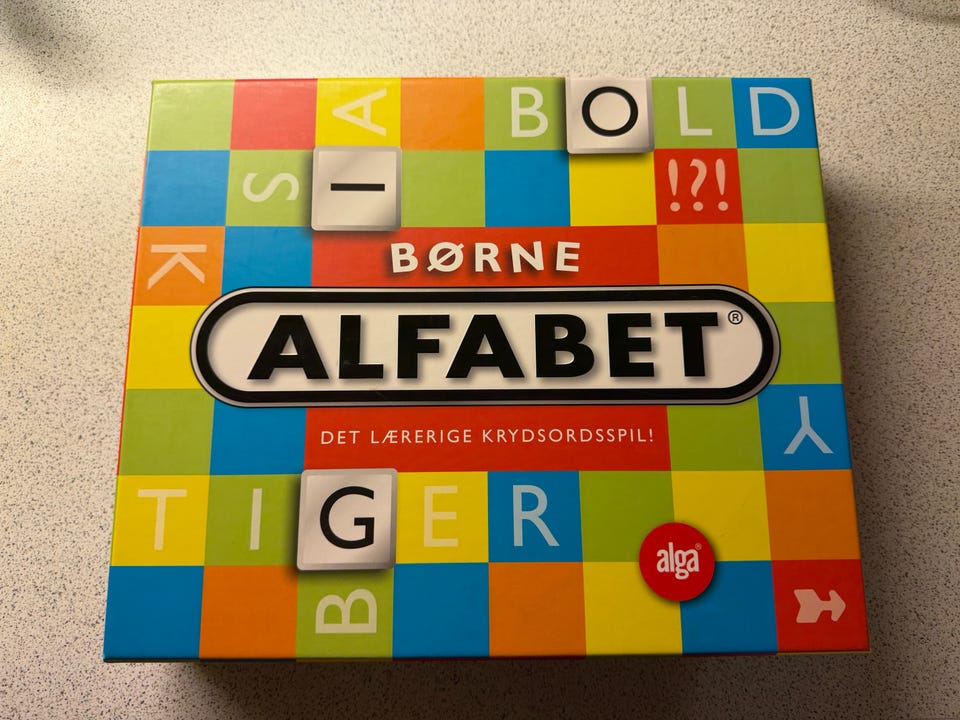 A
BOLD
S
I
!?!
K
BØRNE
ALFABET®
DET LÆRERIGE KRYDSORDSSPIL!
Y
TIGER
alga®
B